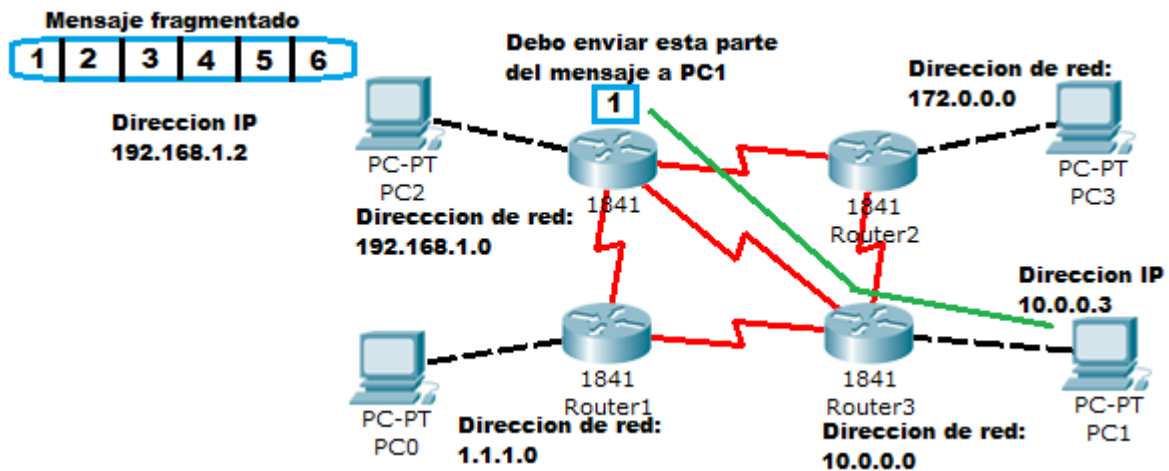 Mensaje fragmentado
1 2 3 4 5 6
Direccion IP
192.168.1.2
Debo enviar esta parte
del mensaje a PC1
1
Direccion de red:
172.0.0.0
PC-PT
PC2
1841
1841
Router2
PC-PT
PC3
Direcccion de red:
192.168.1.0
Direccion IP
10.0.0.3
PC-PT
PC0
1841
Router1
1841
Router3
PC-PT
PC1
Direccion de red:
1.1.1.0
Direccion de red:
10.0.0.0